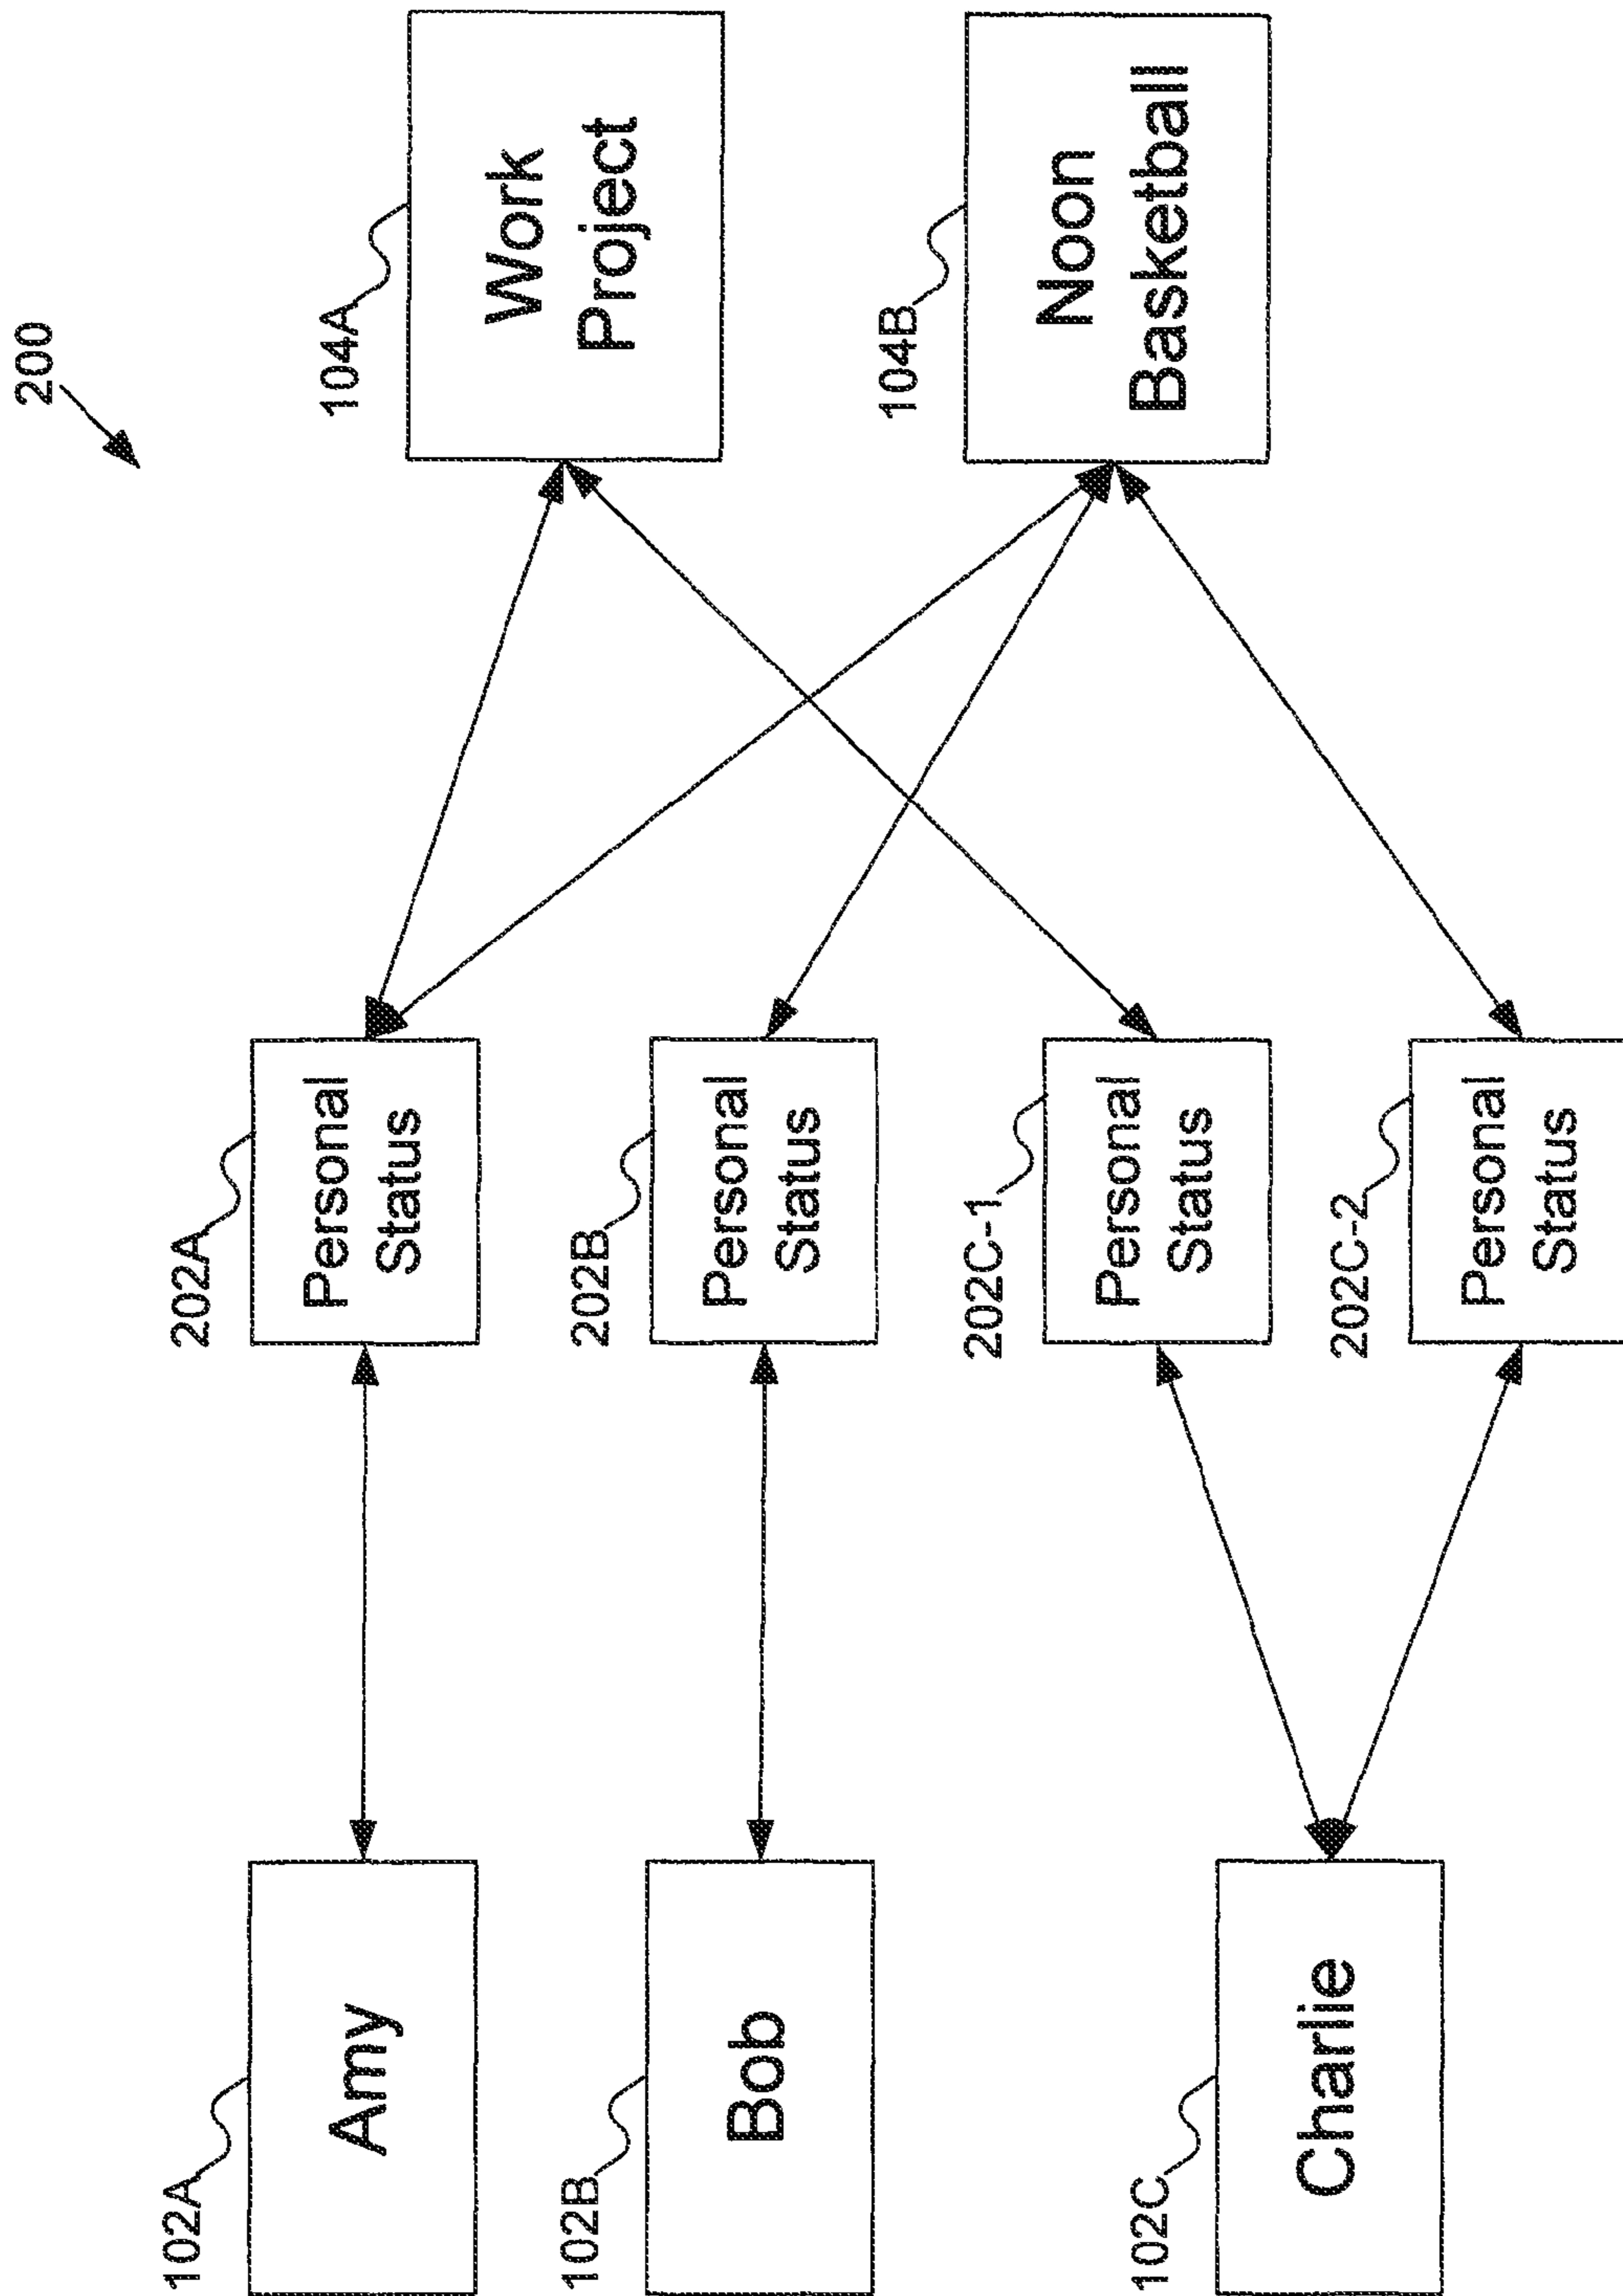 200
102A
Amy
202A
Personal
Status
104A
Work
Project
102B
Bob
202B
Personal
Status
104B
Noon
Basketball
102C
Charlie
202C-1
Personal
Status
202C-2
Personal
Status